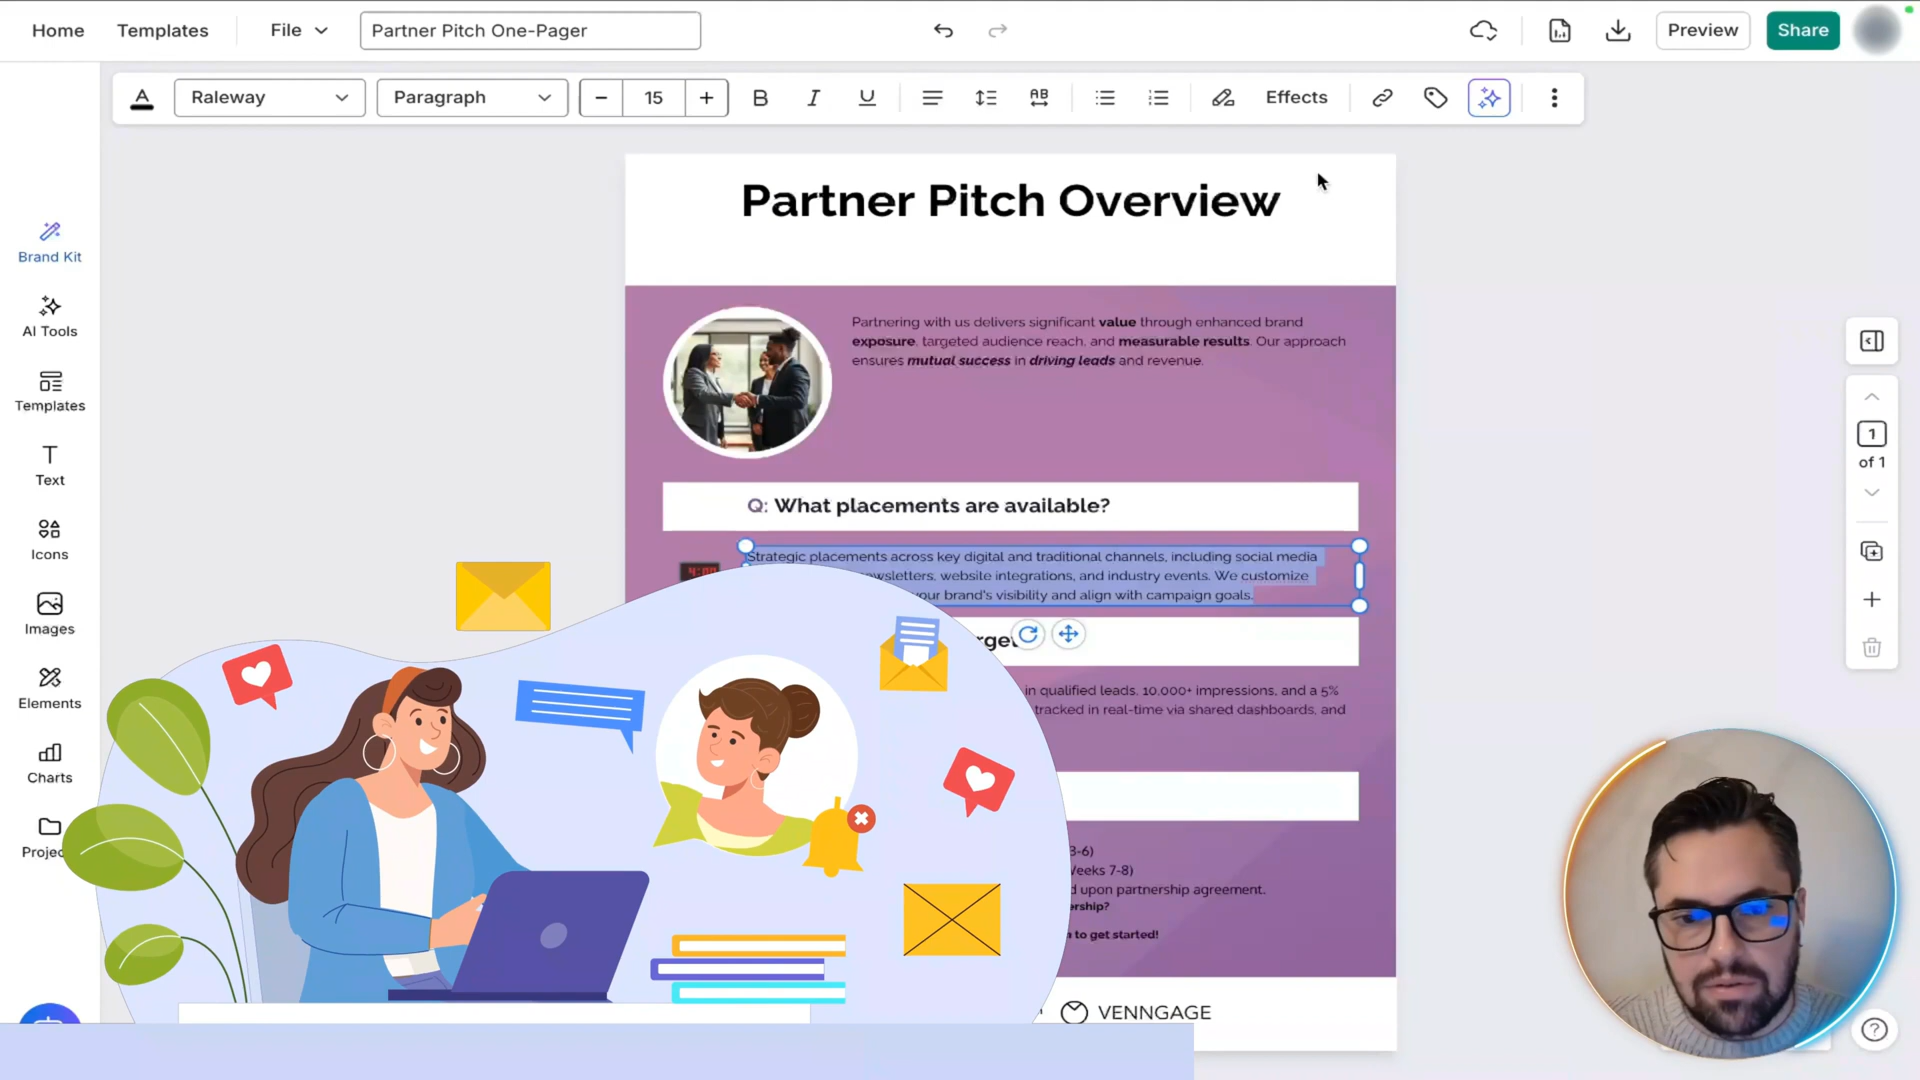 Home
Templates
File
Partner Pitch One-Pager
Preview
Share
Raleway
Paragraph
15
Effects
Brand Kit
AI Tools
Templates
Text
Icons
Images
Elements
Charts
1
of 1
Partner Pitch Overview
Partnering with us delivers significant value through enhanced brand
exposure, targeted audience reach, and measurable results. Our approach
ensures mutual success in driving leads and revenue.
Q: What placements are available?
4:00
Strategic placements across key digital and traditional channels, including social media
website integrations, and industry events. We customize
your brand's visibility and align with campaign goals.
in qualified leads, 10,000+ impressions, and a 5%
tracked in real-time via shared dashboards, and
3-6)
7-8)
upon partnership agreement.
to get started!
VENNGAGE